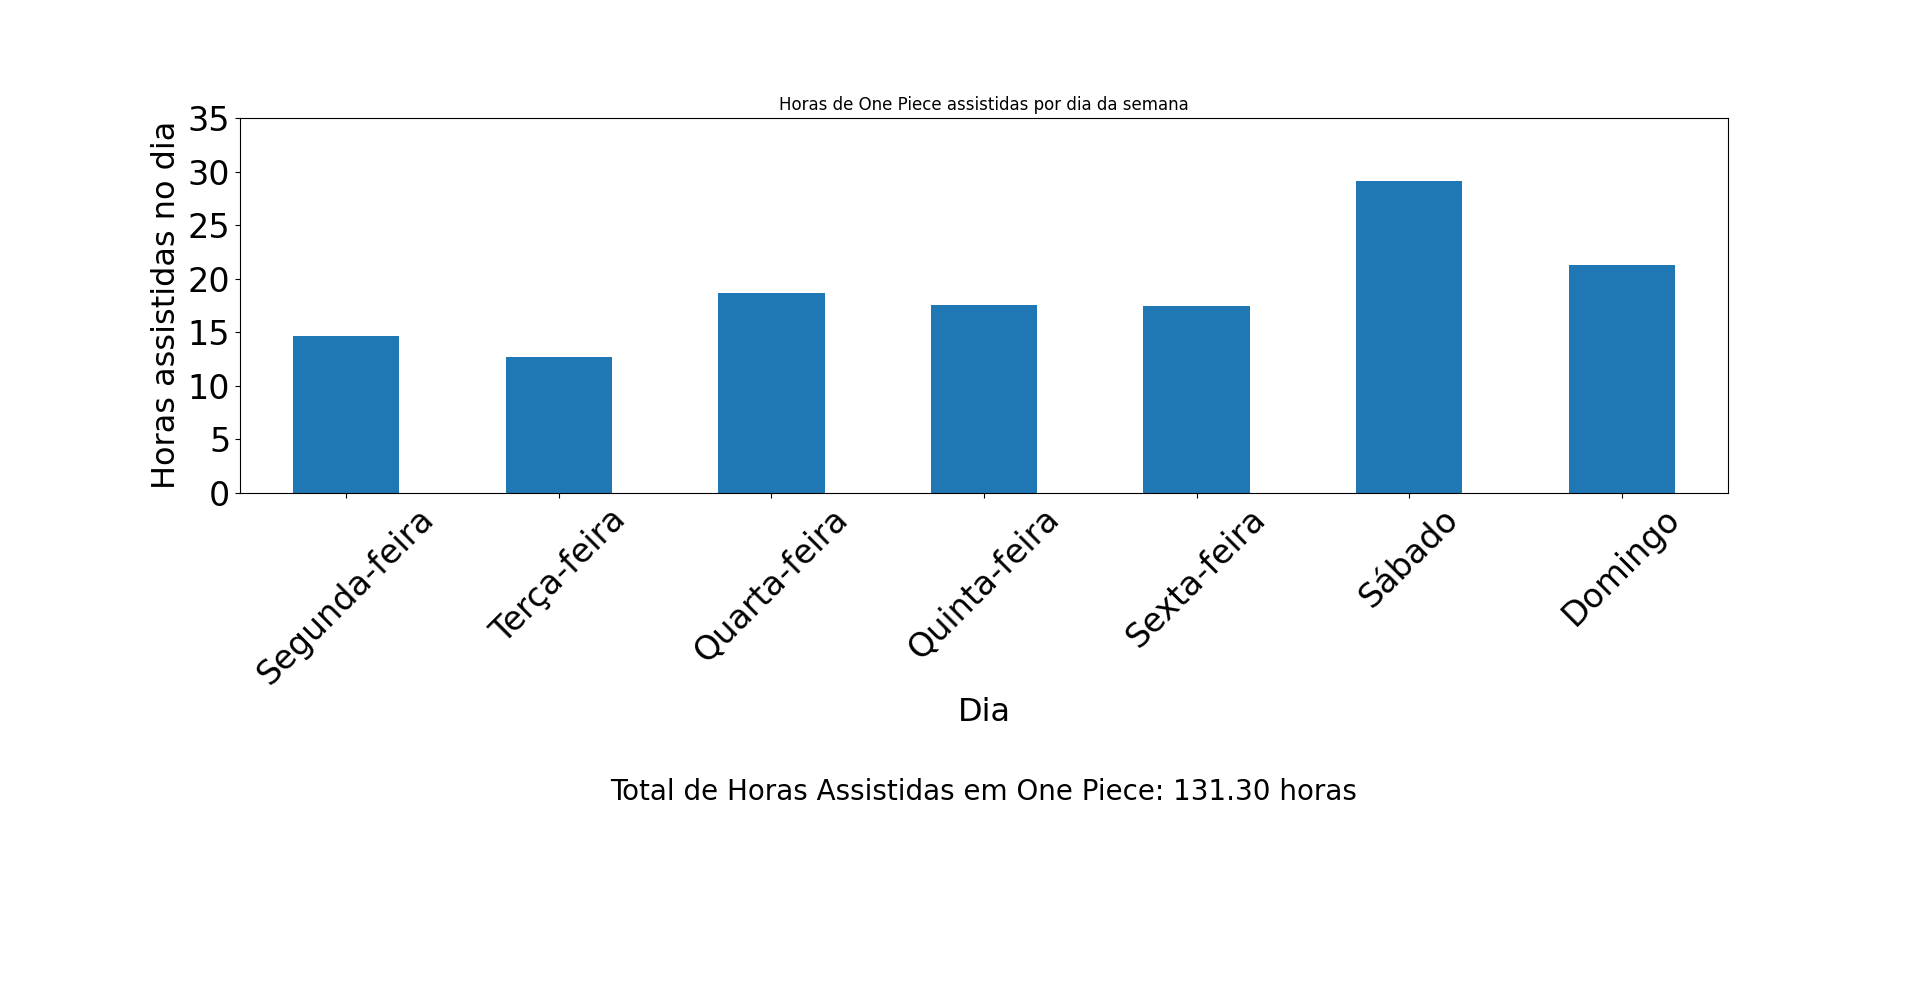 Horas de One Piece assistidas por dia da semana
Horas assistidas no dia
35
30
25
20
15
10
5
0
Segunda-feira
Terça-feira
Quarta-feira
Quinta-feira
Sexta-feira
Sábado
Domingo
Dia
Total de Horas Assistidas em One Piece: 131.30 horas